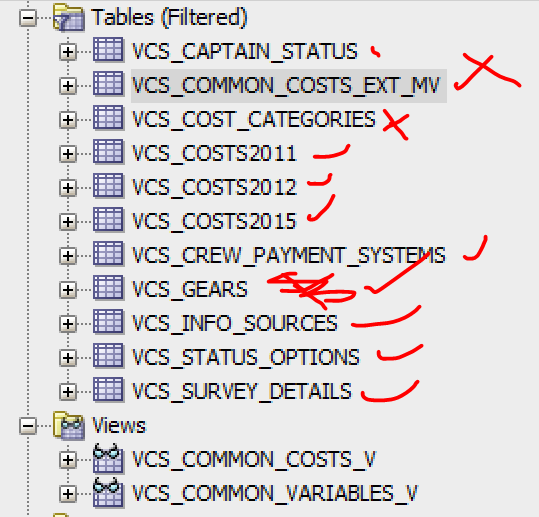 Tables (Filtered)
VCS_CAPTAIN_STATUS
VCS_COMMON_COSTS_EXT_MV
VCS_COST_CATEGORIES
VCS_COSTS2011
VCS_COSTS2012
VCS_COSTS2015
VCS_CREW_PAYMENT_SYSTEMS
VCS_GEARS
VCS_INFO_SOURCES
VCS_STATUS_OPTIONS
VCS_SURVEY_DETAILS
Views
VCS_COMMON_COSTS_V
VCS_COMMON_VARIABLES_V